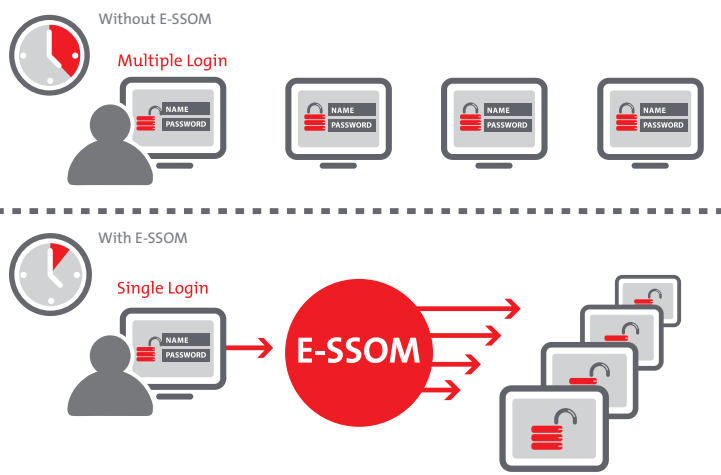 Without E-SSOM
Multiple Login
NAME
PASSWORD
NAME
PASSWORD
NAME
PASSWORD
NAME
PASSWORD
With E-SSOM
Single Login
NAME
PASSWORD
E-SSOM